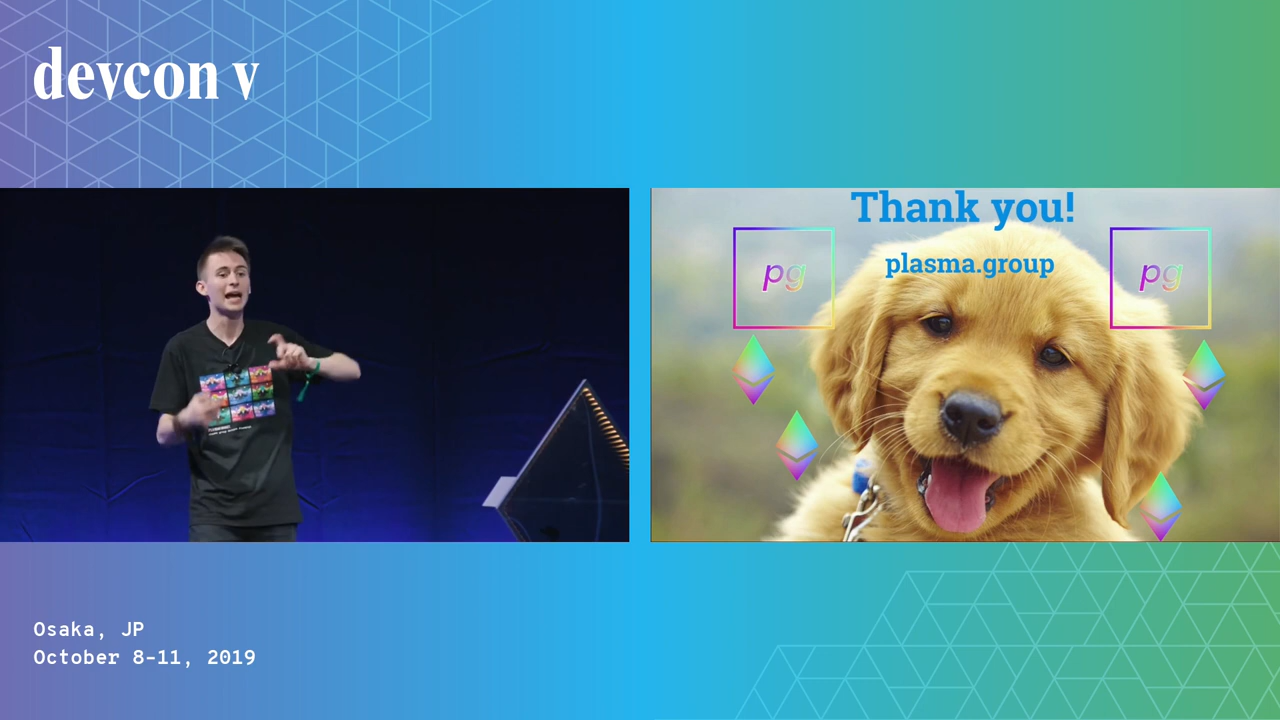 devcon v
Thank you!
plasma.group
pg
pg
Osaka, JP
October 8-11, 2019